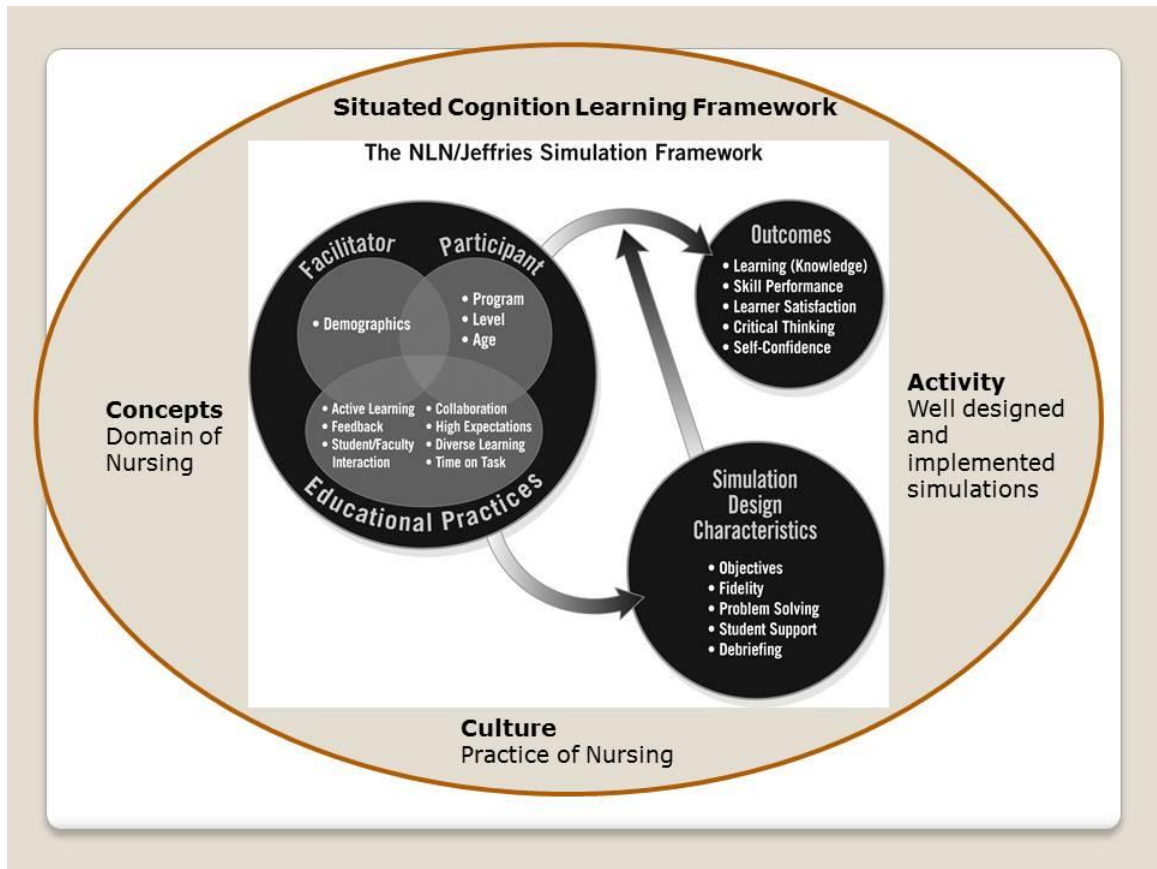 Situated Cognition Learning Framework
The NLN/Jeffries Simulation Framework
Facilitator
Participant
• Demographics
• Program
• Level
• Age
• Active Learning
• Feedback
• Student/Faculty
Interaction
• Collaboration
• High Expectations
• Diverse Learning
• Time on Task
Educational Practices
Outcomes
• Learning (Knowledge)
• Skill Performance
• Learner Satisfaction
• Critical Thinking
• Self-Confidence
Simulation
Design
Characteristics
• Objectives
• Fidelity
• Problem Solving
• Student Support
• Debriefing
Concepts
Domain of
Nursing
Activity
Well designed
and
implemented
simulations
Culture
Practice of Nursing